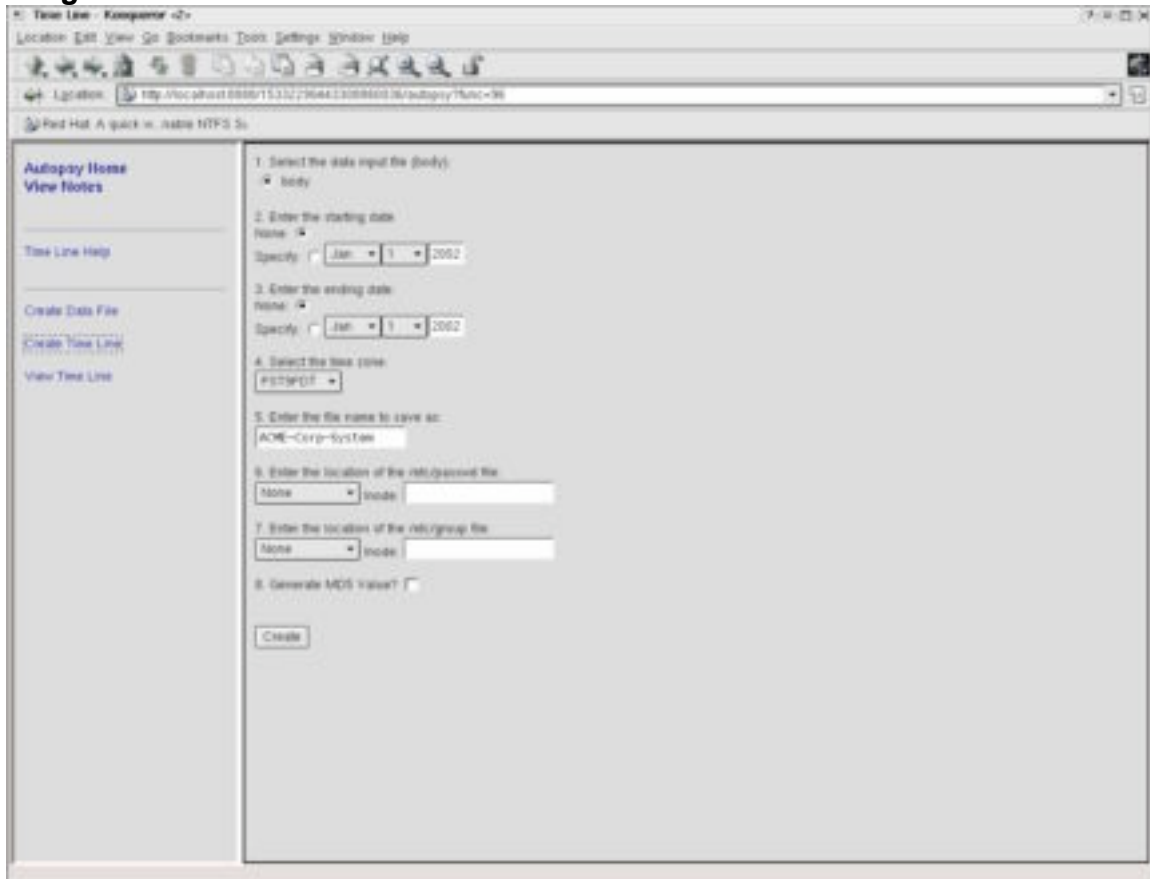 Time Line - Konqueror <2>
Location Edit View Go Bookmarks Tools Settings Window Help
Location:
Red Hat A quick
Autopsy Home
View Notes
Time Line Help
Create Data File
Create Time Line
View Time Line
1. Select the data input file (body):
body
2. Enter the starting date:
None:
Specify: Jan 1 2002
3. Enter the ending date:
None:
Specify: Jan 1 2002
4. Select the time zone:
5. Enter the file name to save as:
ACME-Corp-System
6. Enter the location of the /etc/passwd file:
None inode:
7. Enter the location of the /etc/group file:
None inode:
8. Generate MD5 Value?
Create